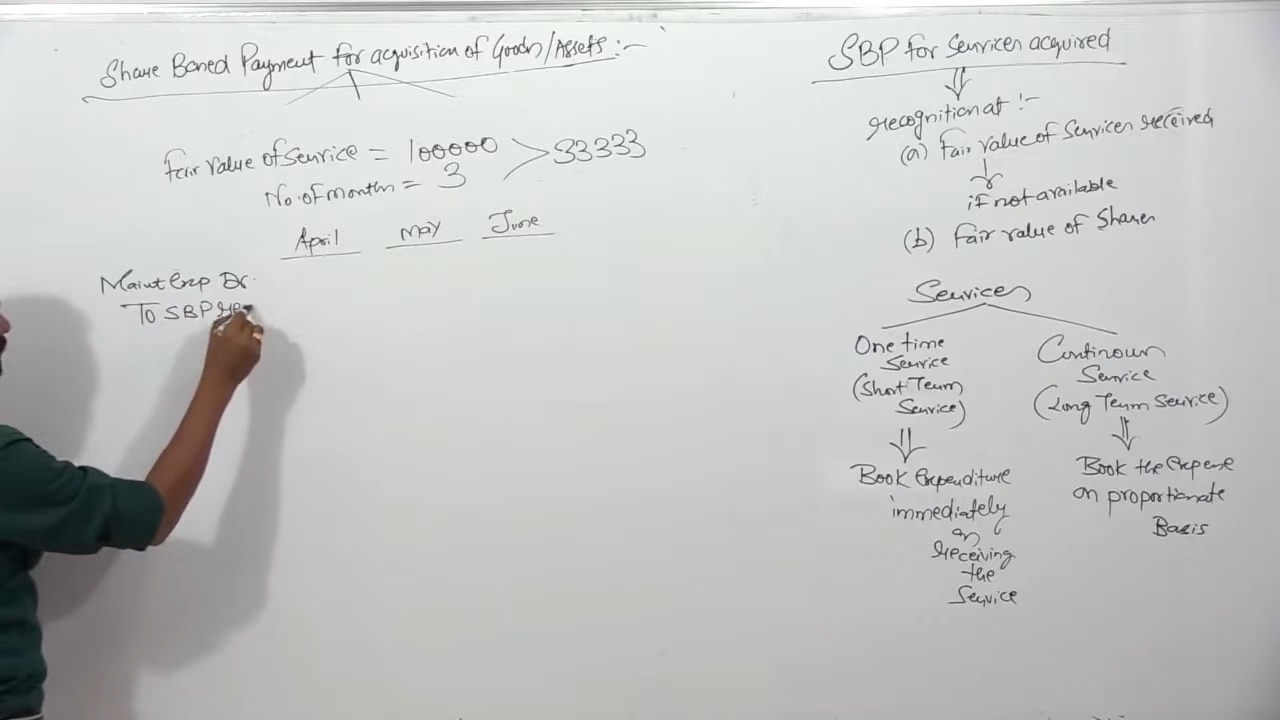 Share Based Payment for acquisition of Goods/Assets :-
Fair value of service = 100000 > 33333
No. of months = 3
April May June
Maint Exp Dr.
To SBP res
SBP for Services acquired
recognition at :-
(a) Fair value of Services received
if not available
(b) Fair value of Shares
Services
One time
Service
(Short Term
Service)
Book Expenditure
immediately
on
receiving
the
Service
Continous
Service
(Long Term Service)
Book the Expense
on proportionate
Basis